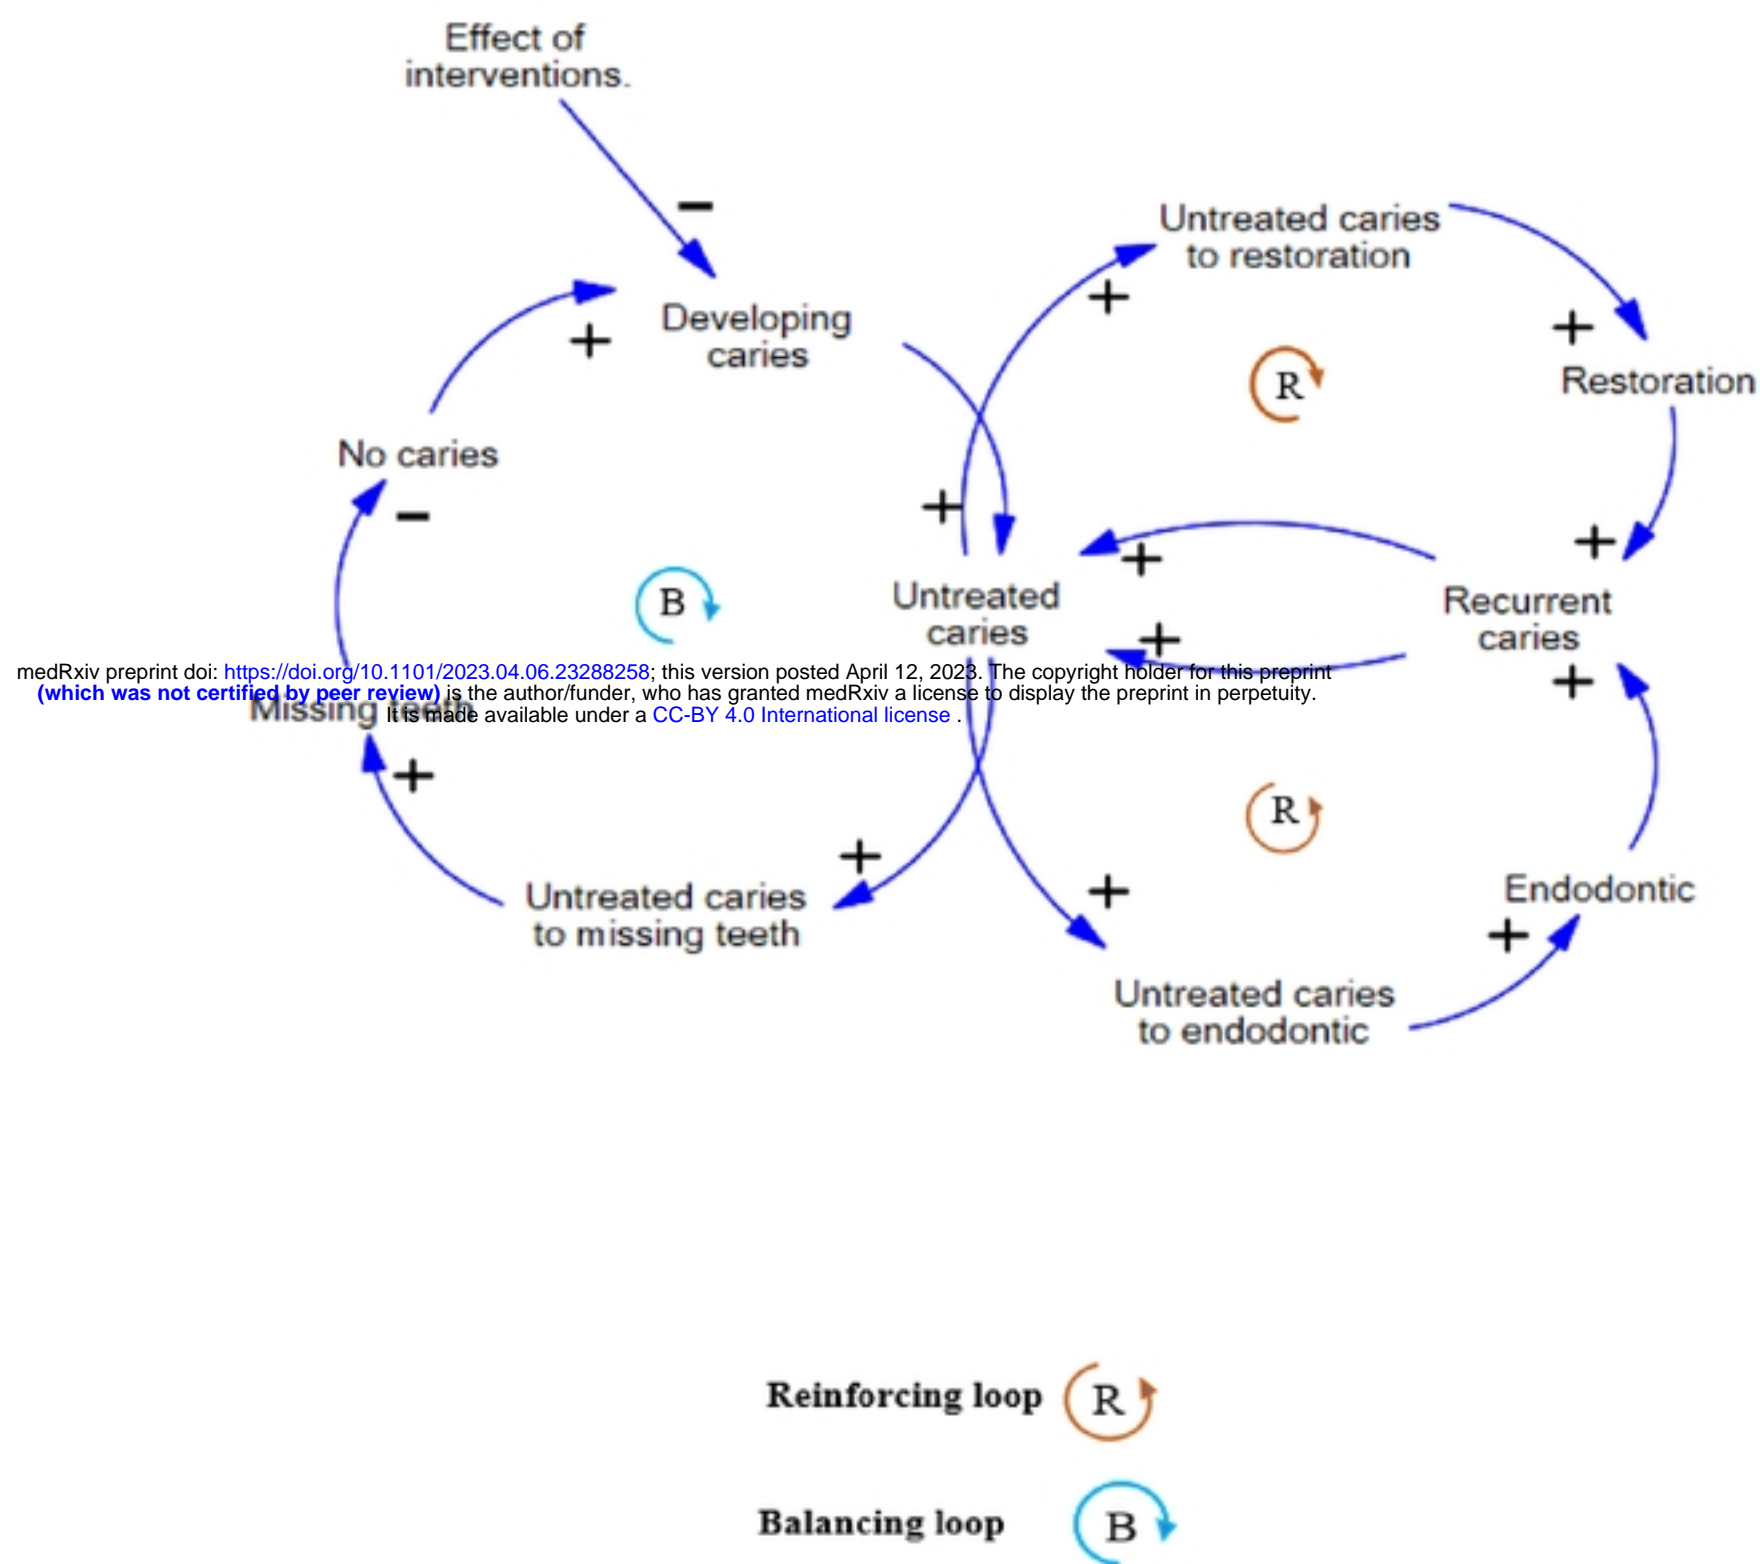 Effect of
interventions.
−
Untreated caries
to restoration
+
+
Developing
caries
+
R
Restoration
No caries
−
+
+
+
B
Untreated
caries
+
Recurrent
caries
+
medRxiv preprint doi: https://doi.org/10.1101/2023.04.06.23288258; this version posted April 12, 2023. The copyright holder for this preprint
(which was not certified by peer review) is the author/funder, who has granted medRxiv a license to display the preprint in perpetuity.
It is made available under a CC-BY 4.0 International license .
Missing teeth
+
R
+
Untreated caries
to missing teeth
+
Endodontic
+
Untreated caries
to endodontic
Reinforcing loop R
Balancing loop B